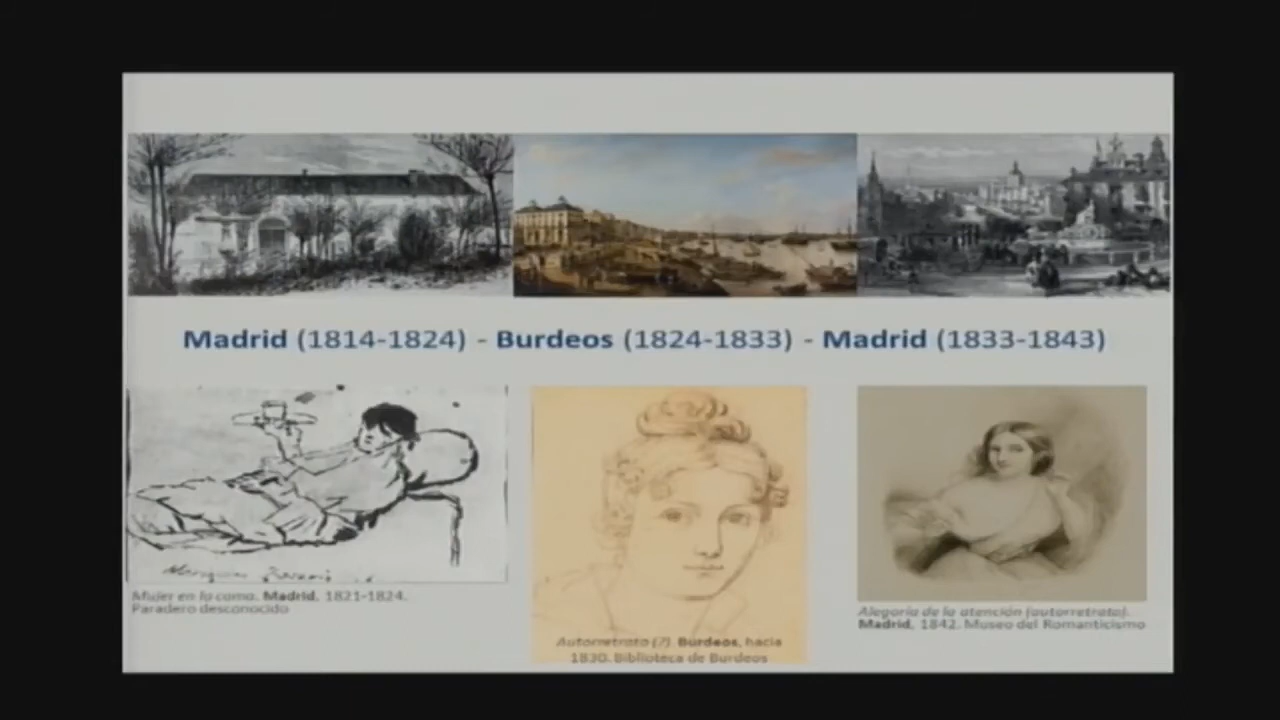 Madrid (1814-1824) - Burdeos (1824-1833) - Madrid (1833-1843)
Mujer en la cama. Madrid, 1821-1824.
Paradero desconocido
Autorretrato (?). Burdeos, hacia
1830. Biblioteca de Burdeos
Alegoría de la atención (autorretrato).
Madrid, 1842. Museo del Romanticismo